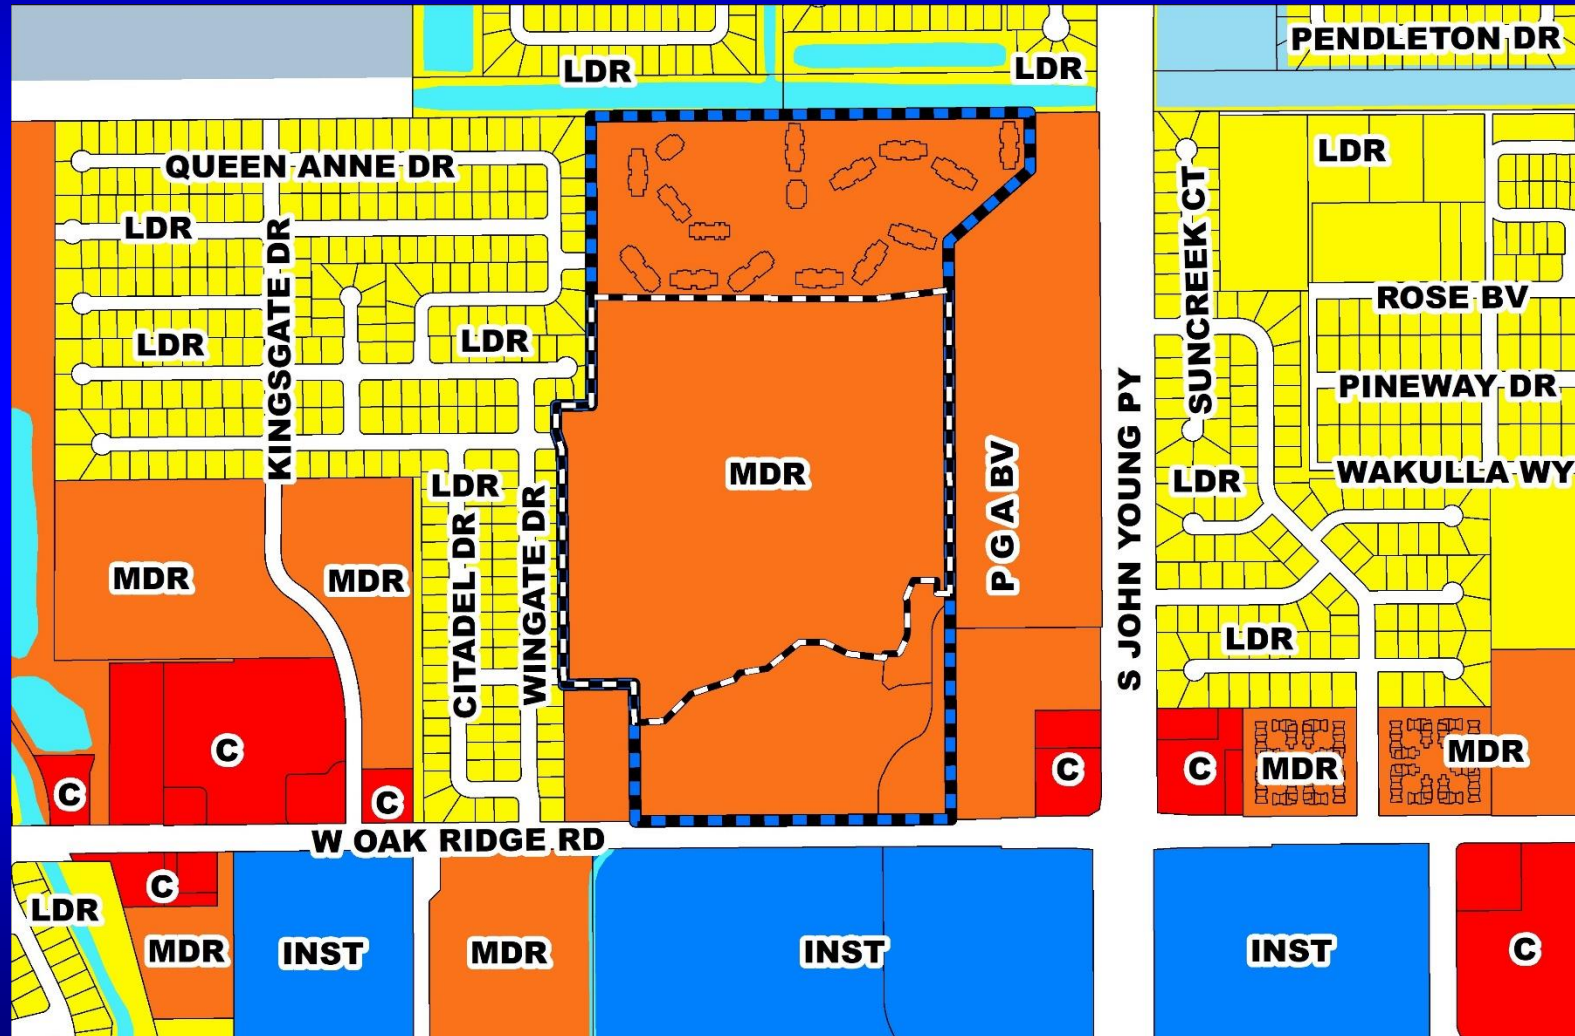 PENDLETON DR
LDR
LDR
QUEEN ANNE DR
LDR
LDR
KINGSGATE DR
SUNCREEK CT
ROSE BV
LDR
LDR
PINEWAY DR
MDR
PGA BV
S JOHN YOUNG PY
LDR
WAKULLA WY
LDR
CITADEL DR
WINGATE DR
MDR
MDR
LDR
C
C
C
C
C
MDR
MDR
W OAK RIDGE RD
C
LDR
MDR
INST
MDR
INST
INST
C